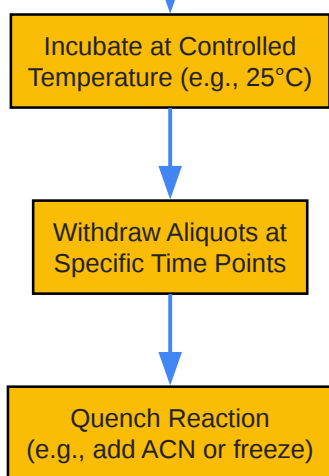 Incubate at Controlled
Temperature (e.g., 25°C)
Withdraw Aliquots at
Specific Time Points
Quench Reaction
(e.g., add ACN or freeze)